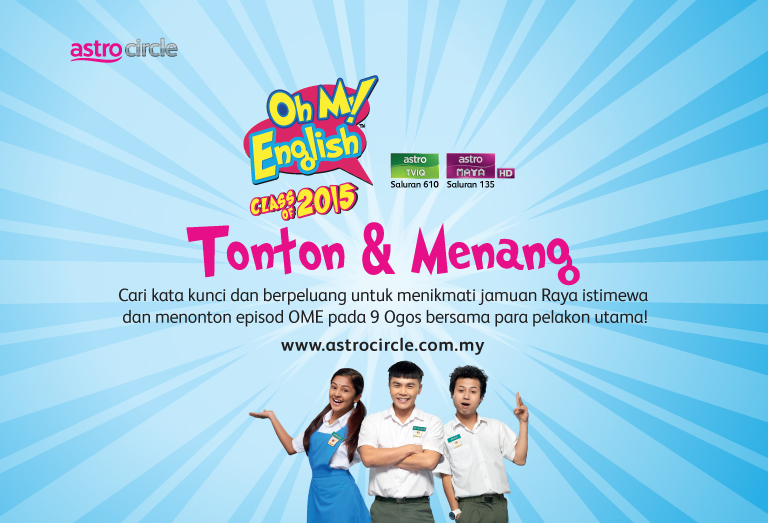 astro circle
Oh My!
English™
CLASS OF 2015
astro
TVIQ
Saluran 610
astro
MAYA HD
Saluran 135
Tonton & Menang
Cari kata kunci dan berpeluang untuk menikmati jamuan Raya istimewa
dan menonton episod OME pada 9 Ogos bersama para pelakon utama!
www.astrocircle.com.my